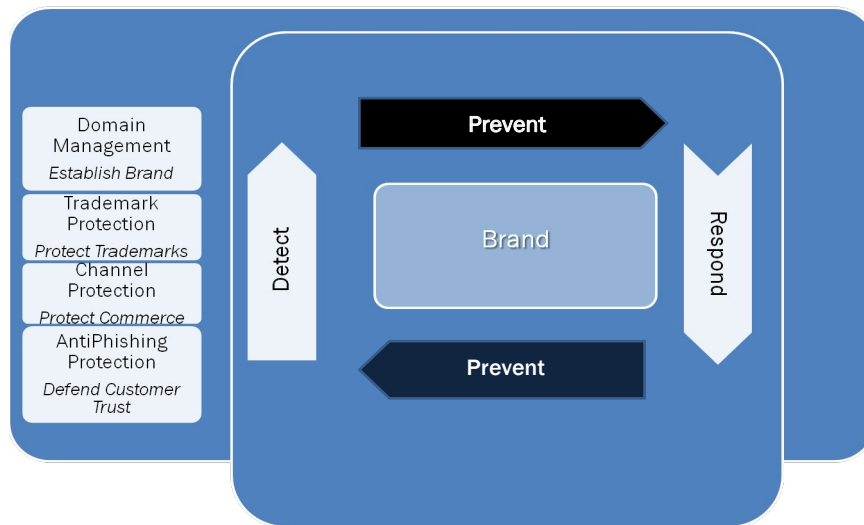 Domain
Management
Establish Brand
Trademark
Protection
Protect Trademarks
Channel
Protection
Protect Commerce
AntiPhishing
Protection
Defend Customer
Trust
Detect
Prevent
Brand
Prevent
Respond